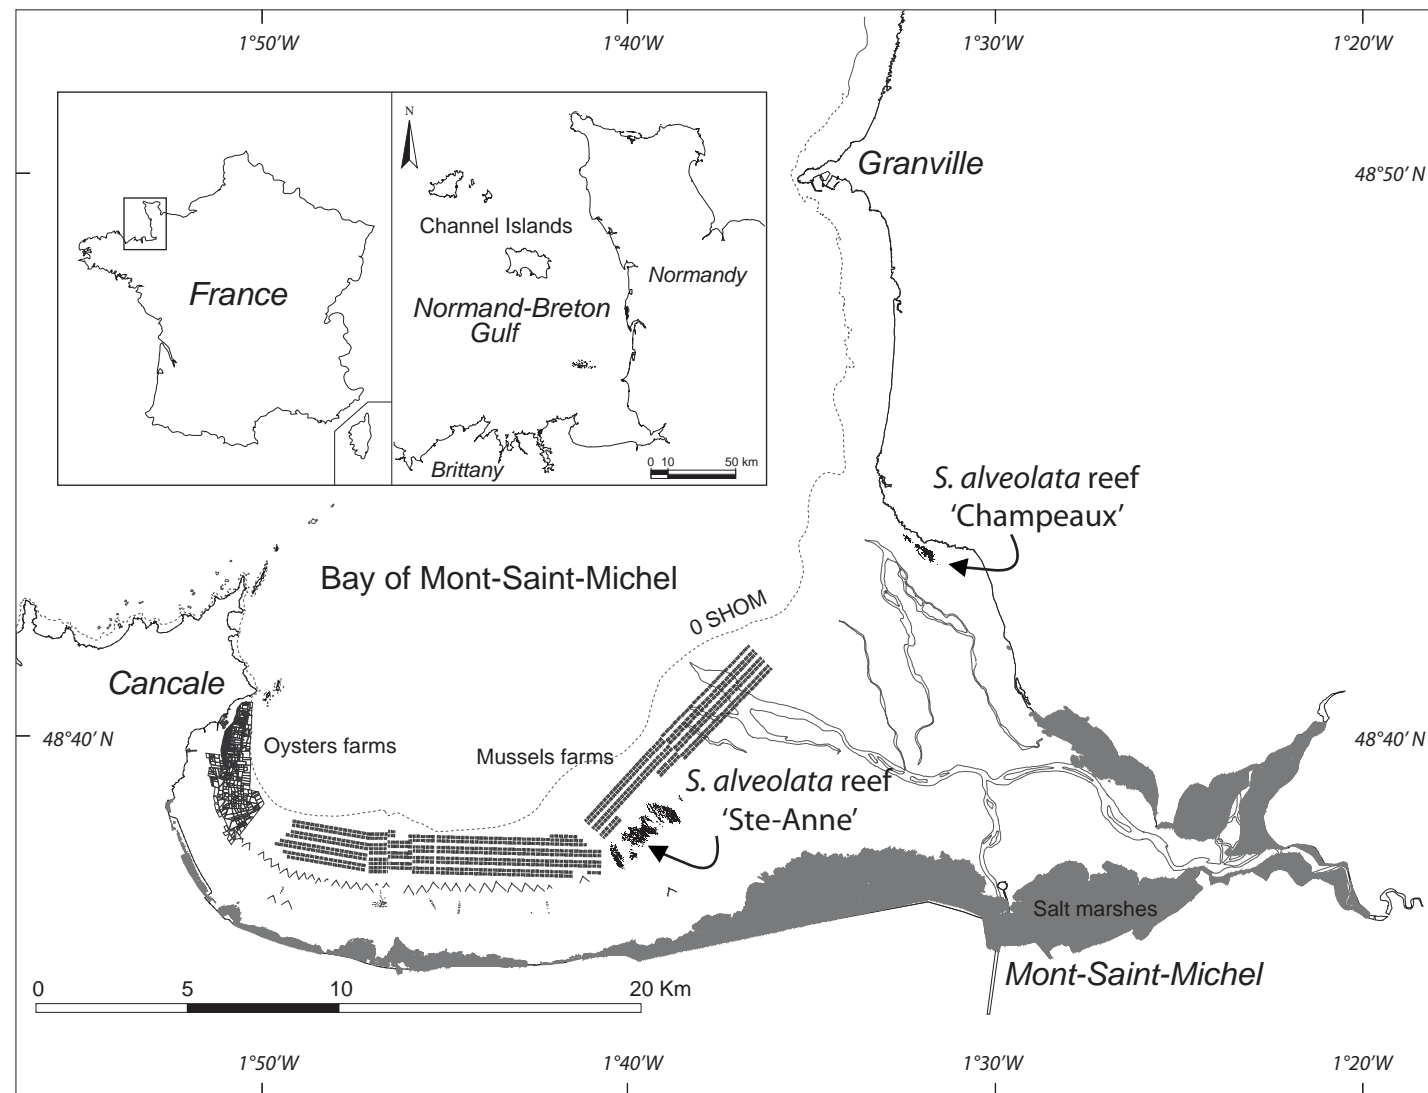 1°50'W
1°40'W
1°30'W
1°20'W
N
Granville
48°50' N
Channel Islands
France
Normand-Breton
Gulf
Normandy
Brittany
0 10 50 km
S. alveolata reef
‘Champeaux’
Bay of Mont-Saint-Michel
0 SHOM
Cancale
48°40' N
Oysters farms
Mussels farms
48°40' N
S. alveolata reef
‘Ste-Anne’
Salt marshes
Mont-Saint-Michel
0 5 10 20 Km
1°50'W
1°40'W
1°30'W
1°20'W